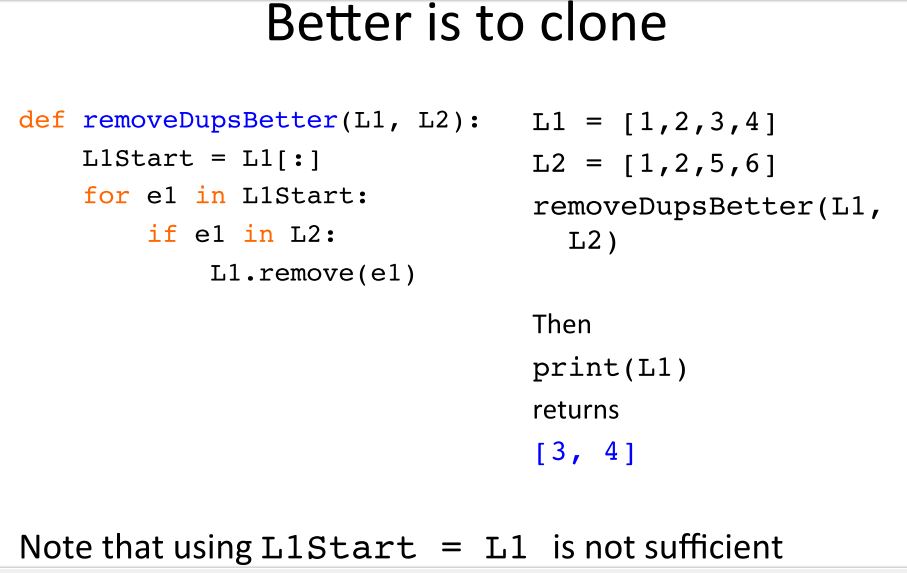 Better is to clone
def removeDupsBetter(L1, L2):
    L1Start = L1[:]
    for e1 in L1Start:
        if e1 in L2:
            L1.remove(e1)
L1 = [1,2,3,4]
L2 = [1,2,5,6]
removeDupsBetter(L1,
L2)
Then
print(L1)
returns
[3, 4]
Note that using L1Start = L1 is not sufficient